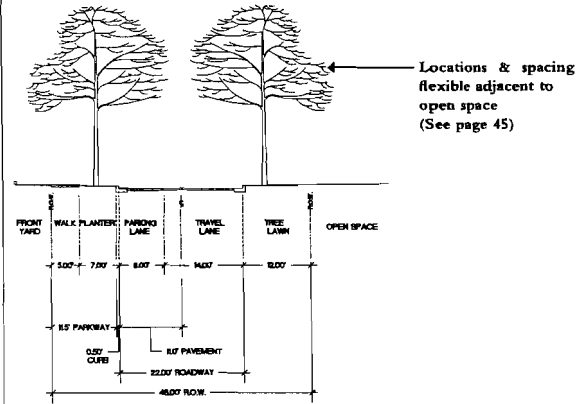 Locations & spacing
flexible adjacent to
open space
(See page 45)
R.O.W.
R.O.W.
FRONT YARD
WALK
PLANTER
PARKING LANE
TRAVEL LANE
TREE LAWN
OPEN SPACE
5.00'
7.00'
8.00'
14.00'
12.00'
11.5' PARKWAY
0.50' CURB
11.0' PAVEMENT
22.00' ROADWAY
46.00' R.O.W.